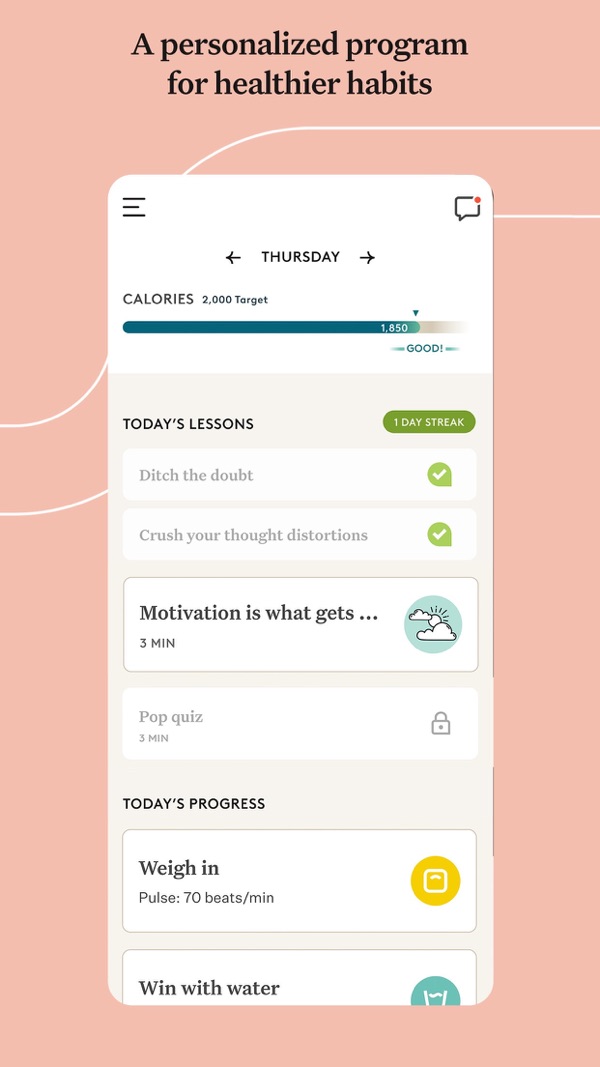 A personalized program
for healthier habits
THURSDAY
CALORIES 2,000 Target
1,850
GOOD!
TODAY'S LESSONS
1 DAY STREAK
Ditch the doubt
Crush your thought distortions
Motivation is what gets ...
3 MIN
Pop quiz
3 MIN
TODAY'S PROGRESS
Weigh in
Pulse: 70 beats/min
Win with water